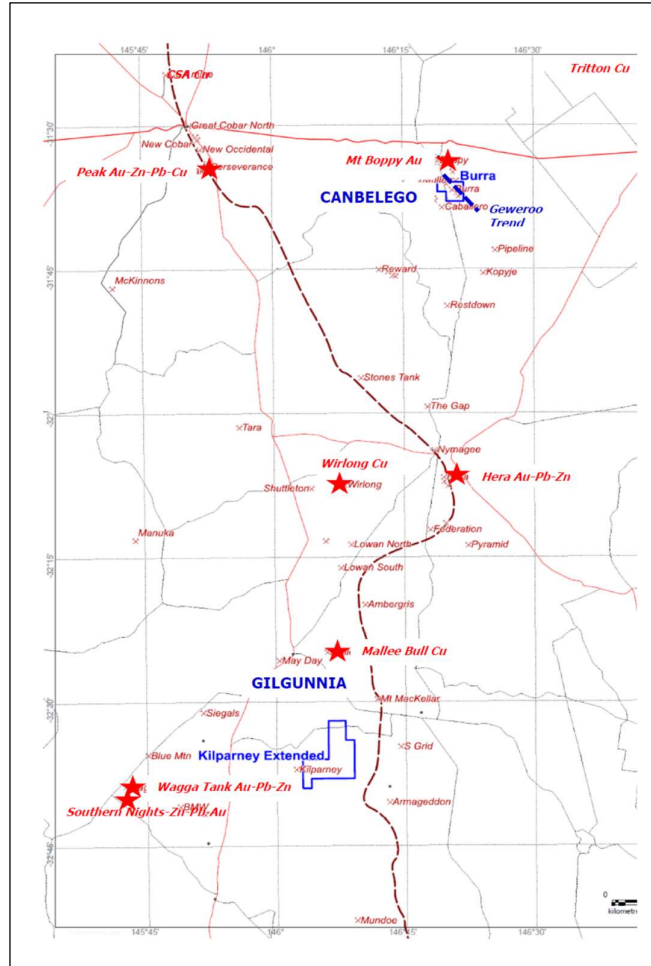 145°45'
146°
146°15'
146°30'
CSA Cu
Tritton Cu
-31°30'
Great Cobar North
New Cobar
New Occidental
Perseverance
Peak Au-Zn-Pb-Cu
Mt Boppy Au
Burra
Burra
CANBELEGO
Caballero
Geweroo
Trend
Pipeline
-31°45'
Reward
Kopyje
McKinnons
Restdown
Stones Tank
The Gap
Tara
Nymagee
Wirlong Cu
Hera Au-Pb-Zn
Shuttleton
Wirlong
Federation
Manuka
Lowan North
Pyramid
-32°15'
Lowan South
Ambergris
Mallee Bull Cu
May Day
GILGUNNIA
Mt MacKellar
-32°30'
Siegals
Kilparney Extended
S Grid
Blue Mtn
Kilparney
Wagga Tank Au-Pb-Zn
Southern Nights-Zn-Pb-Au
BMW
Armageddon
-32°45'
0
kilometre
Mundoe
145°45'
146°
146°15'
146°30'